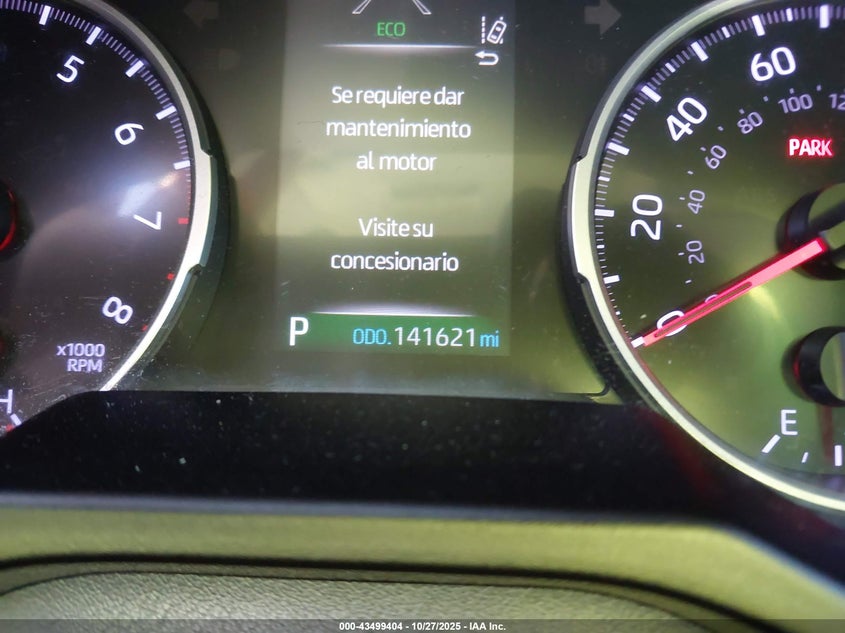 ECO
Se requiere dar
mantenimiento
al motor
Visite su
concesionario
P
ODO. 141621 mi
5
6
7
8
x1000
RPM
H
60
40
20
0
100
80
60
40
20
PARK
E
000-43499404 - 10/27/2025 - IAA Inc.